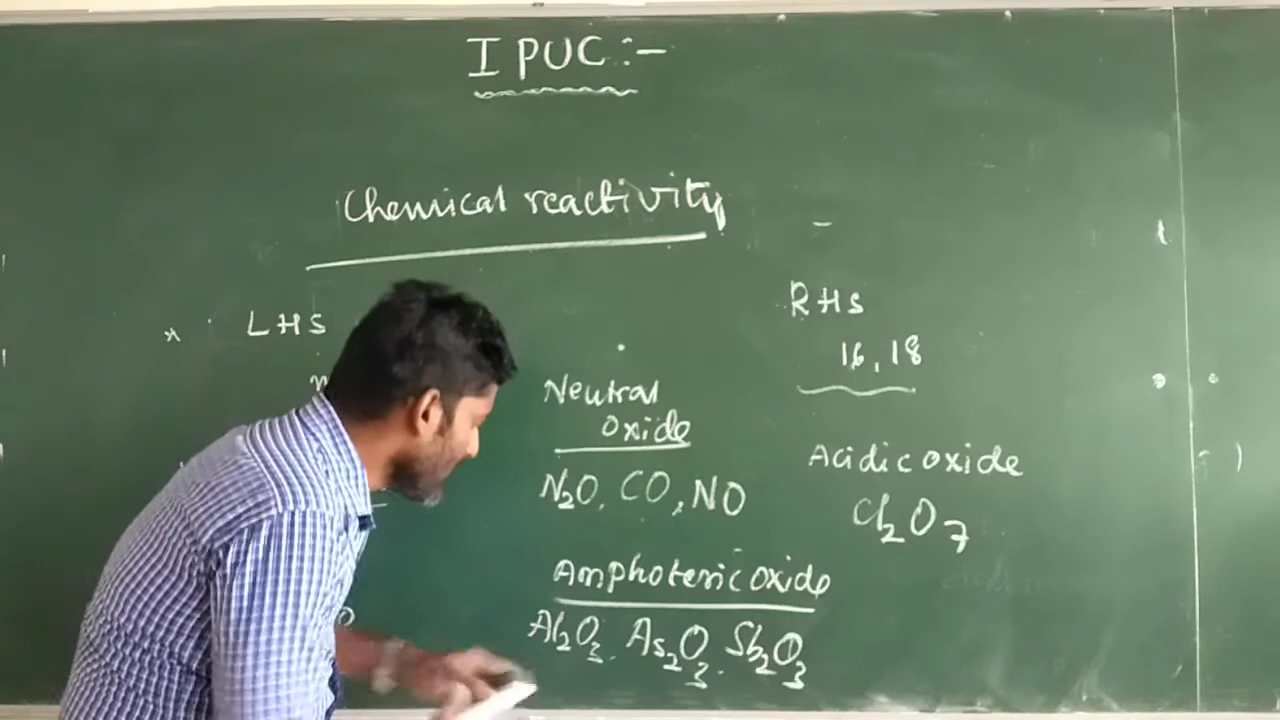 I PUC :-
Chemical reactivity
* LHS
RHS
16, 18
Neutral
Oxide
N₂O, CO, NO
Acidic oxide
Cl₂O₇
Amphoteric oxide
Al₂O₃. As₂O₃. Sb₂O₃